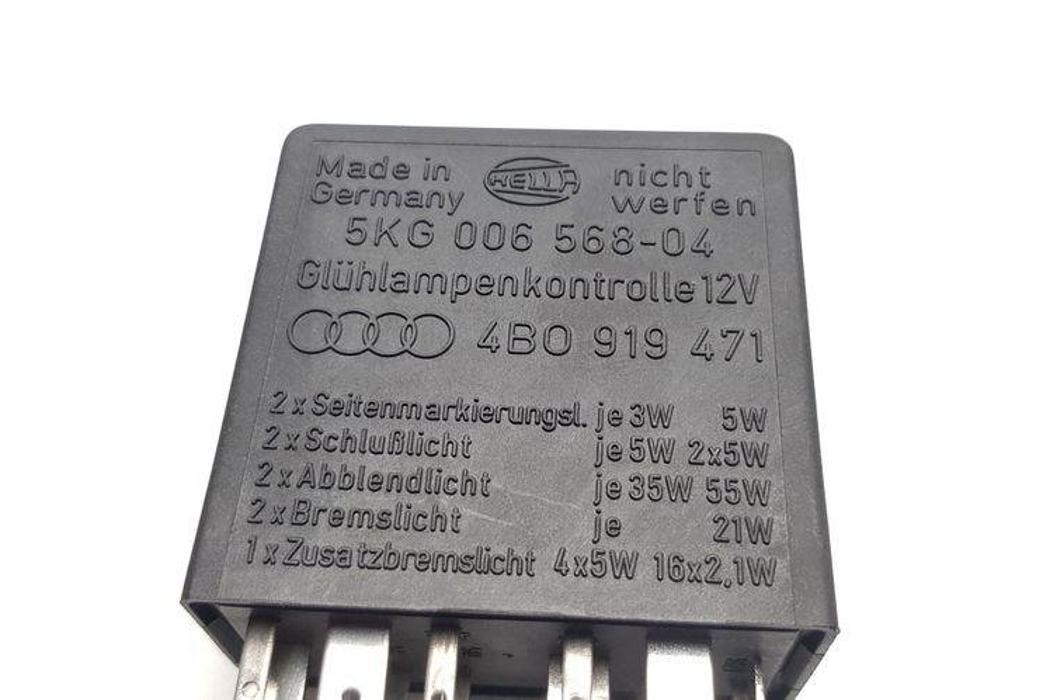 Made in HELLA nicht
Germany werfen
5KG 006 568-04
Glühlampenkontrolle 12V
4B0 919 471
2 x Seitenmarkierungsl. je 3W 5W
2 x Schlußlicht je 5W 2x5W
2 x Abblendlicht je 35W 55W
2 x Bremslicht je 21W
1 x Zusatzbremslicht 4x5W 16x2,1W